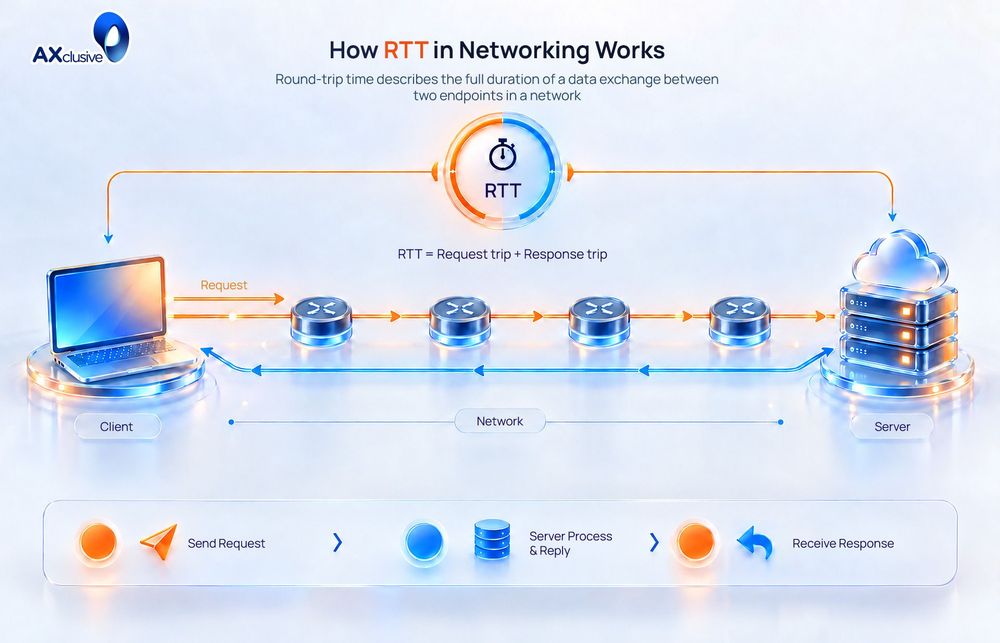 AXclusive
How RTT in Networking Works
Round-trip time describes the full duration of a data exchange between
two endpoints in a network
RTT
RTT = Request trip + Response trip
Request
Client
Network
Server
Send Request
Server Process
& Reply
Receive Response